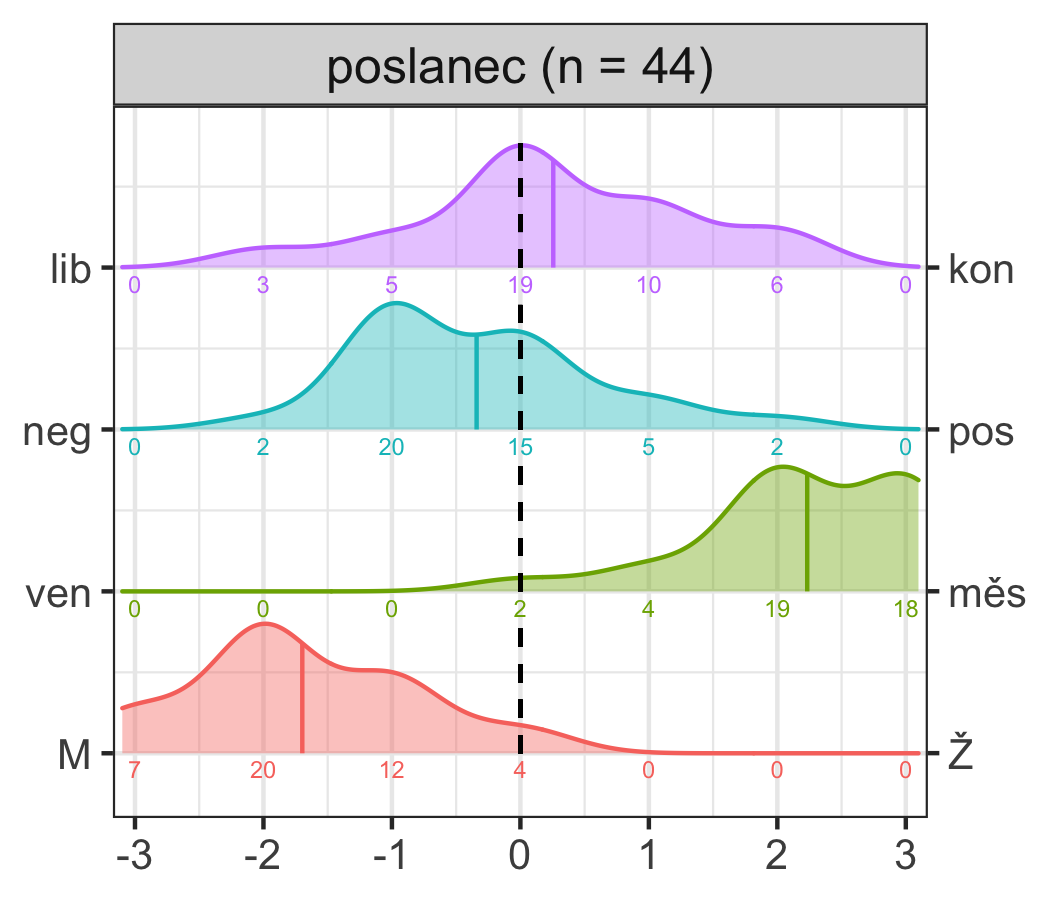 poslanec (n = 44)
lib kon
0 3 5 19 10 6 0
neg pos
0 2 20 15 5 2 0
ven měs
0 0 0 2 4 19 18
M Ž
7 20 12 4 0 0 0
-3 -2 -1 0 1 2 3